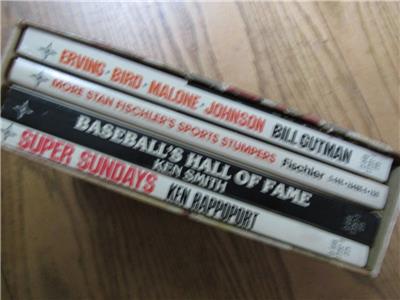 ERVING · BIRD · MALONE · JOHNSON BILL GUTMAN
MORE STAN FISCHLER'S SPORTS STUMPERS Fischler
BASEBALL'S HALL OF FAME
KEN SMITH
SUPER SUNDAYS KEN RAPPOPORT